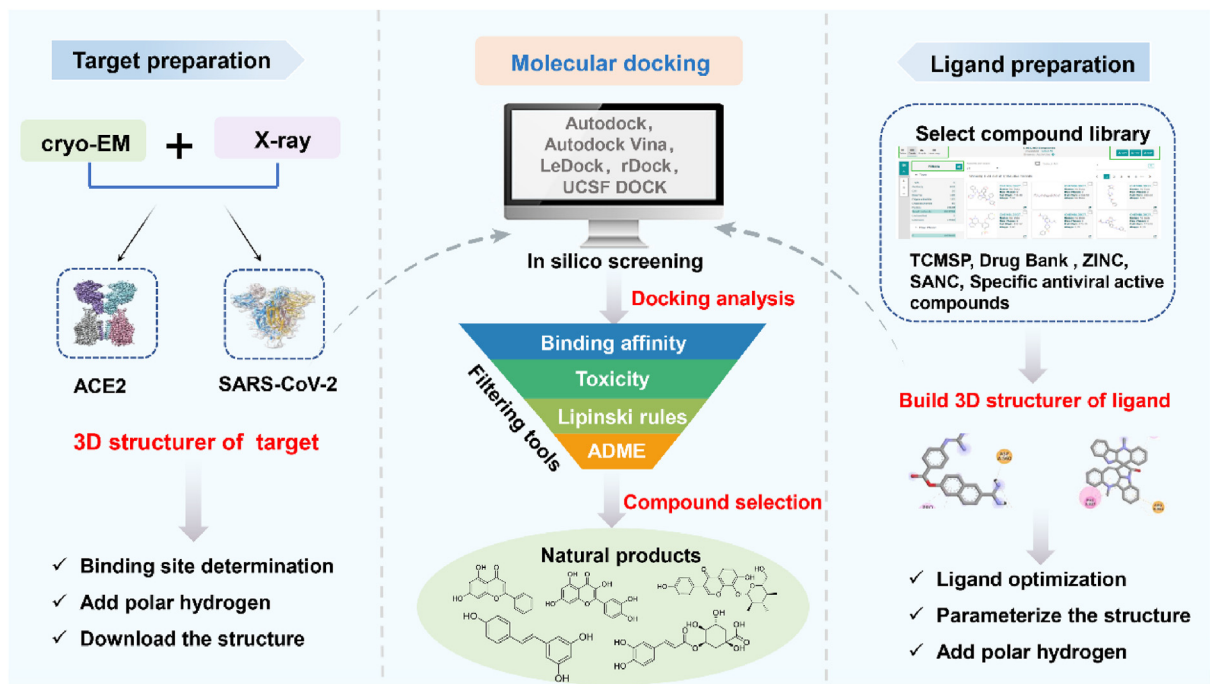 Target preparation
cryo-EM
+
X-ray
ACE2
SARS-CoV-2
3D structurer of target
✓ Binding site determination
✓ Add polar hydrogen
✓ Download the structure
Molecular docking
Autodock,
Autodock Vina,
LeDock, rDock,
UCSF DOCK
In silico screening
Docking analysis
Filtering tools
Binding affinity
Toxicity
Lipinski rules
ADME
Compound selection
Natural products
Ligand preparation
Select compound library
TCMSP, Drug Bank , ZINC,
SANC, Specific antiviral active
compounds
Build 3D structurer of ligand
✓ Ligand optimization
✓ Parameterize the structure
✓ Add polar hydrogen